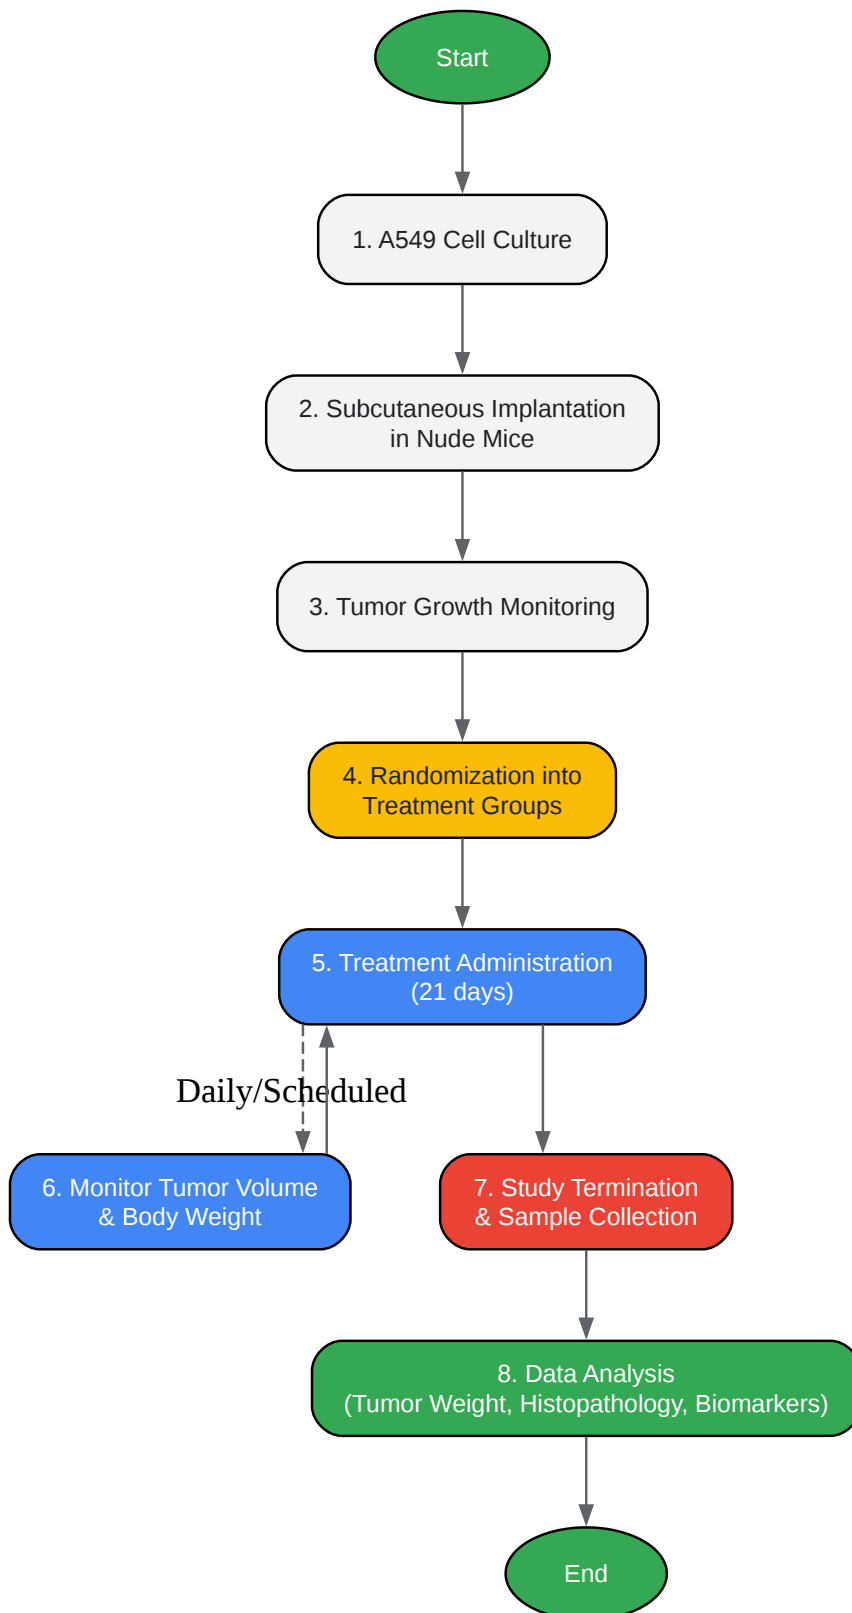 Start
1. A549 Cell Culture
2. Subcutaneous Implantation
in Nude Mice
3. Tumor Growth Monitoring
4. Randomization into
Treatment Groups
5. Treatment Administration
(21 days)
Daily/Scheduled
6. Monitor Tumor Volume
& Body Weight
7. Study Termination
& Sample Collection
8. Data Analysis
(Tumor Weight, Histopathology, Biomarkers)
End